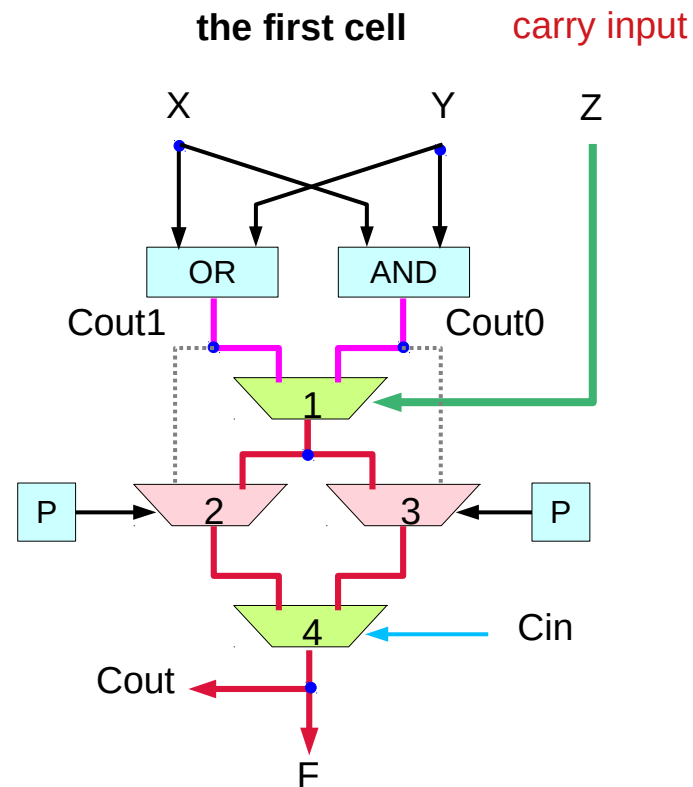 the first cell
carry input
X
Y
Z
OR
AND
Cout1
Cout0
1
P
2
3
P
4
Cin
Cout
F